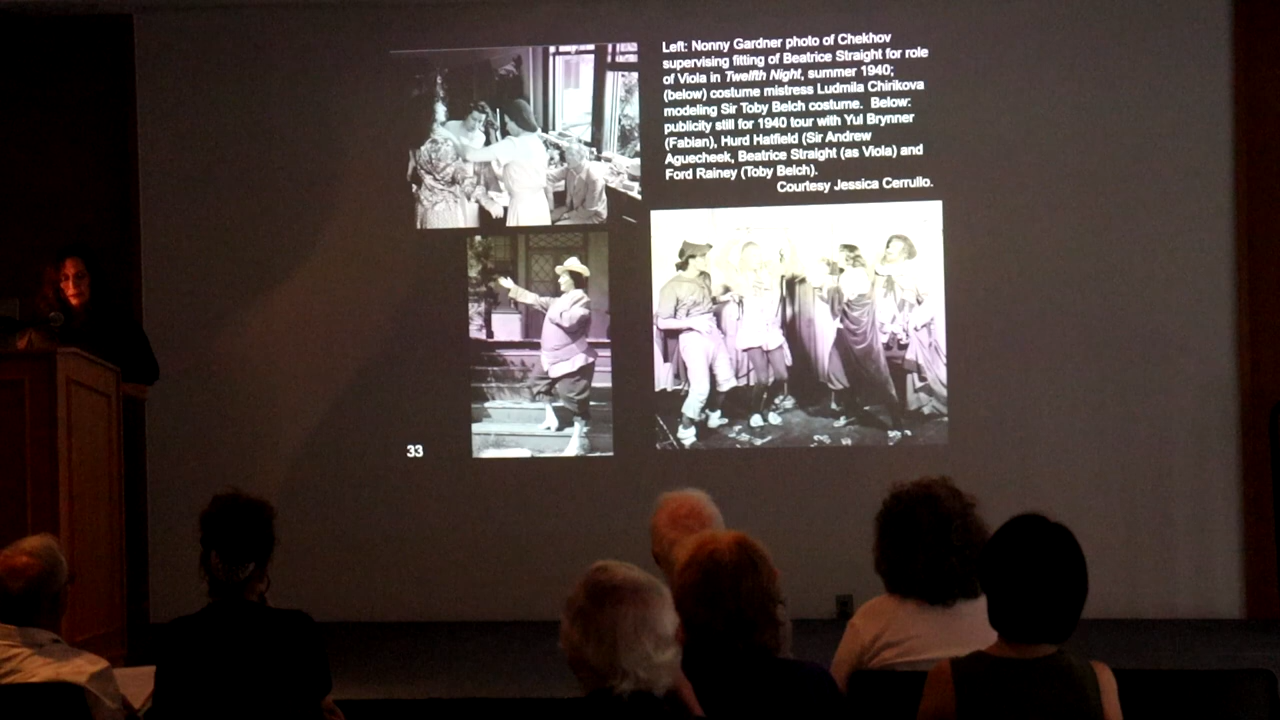 Left: Nonny Gardner photo of Chekhov
supervising fitting of Beatrice Straight for role
of Viola in Twelfth Night, summer 1940;
(below) costume mistress Ludmila Chirikova
modeling Sir Toby Belch costume. Below:
publicity still for 1940 tour with Yul Brynner
(Fabian), Hurd Hatfield (Sir Andrew
Aguecheek, Beatrice Straight (as Viola) and
Ford Rainey (Toby Belch).
Courtesy Jessica Cerrullo.
33